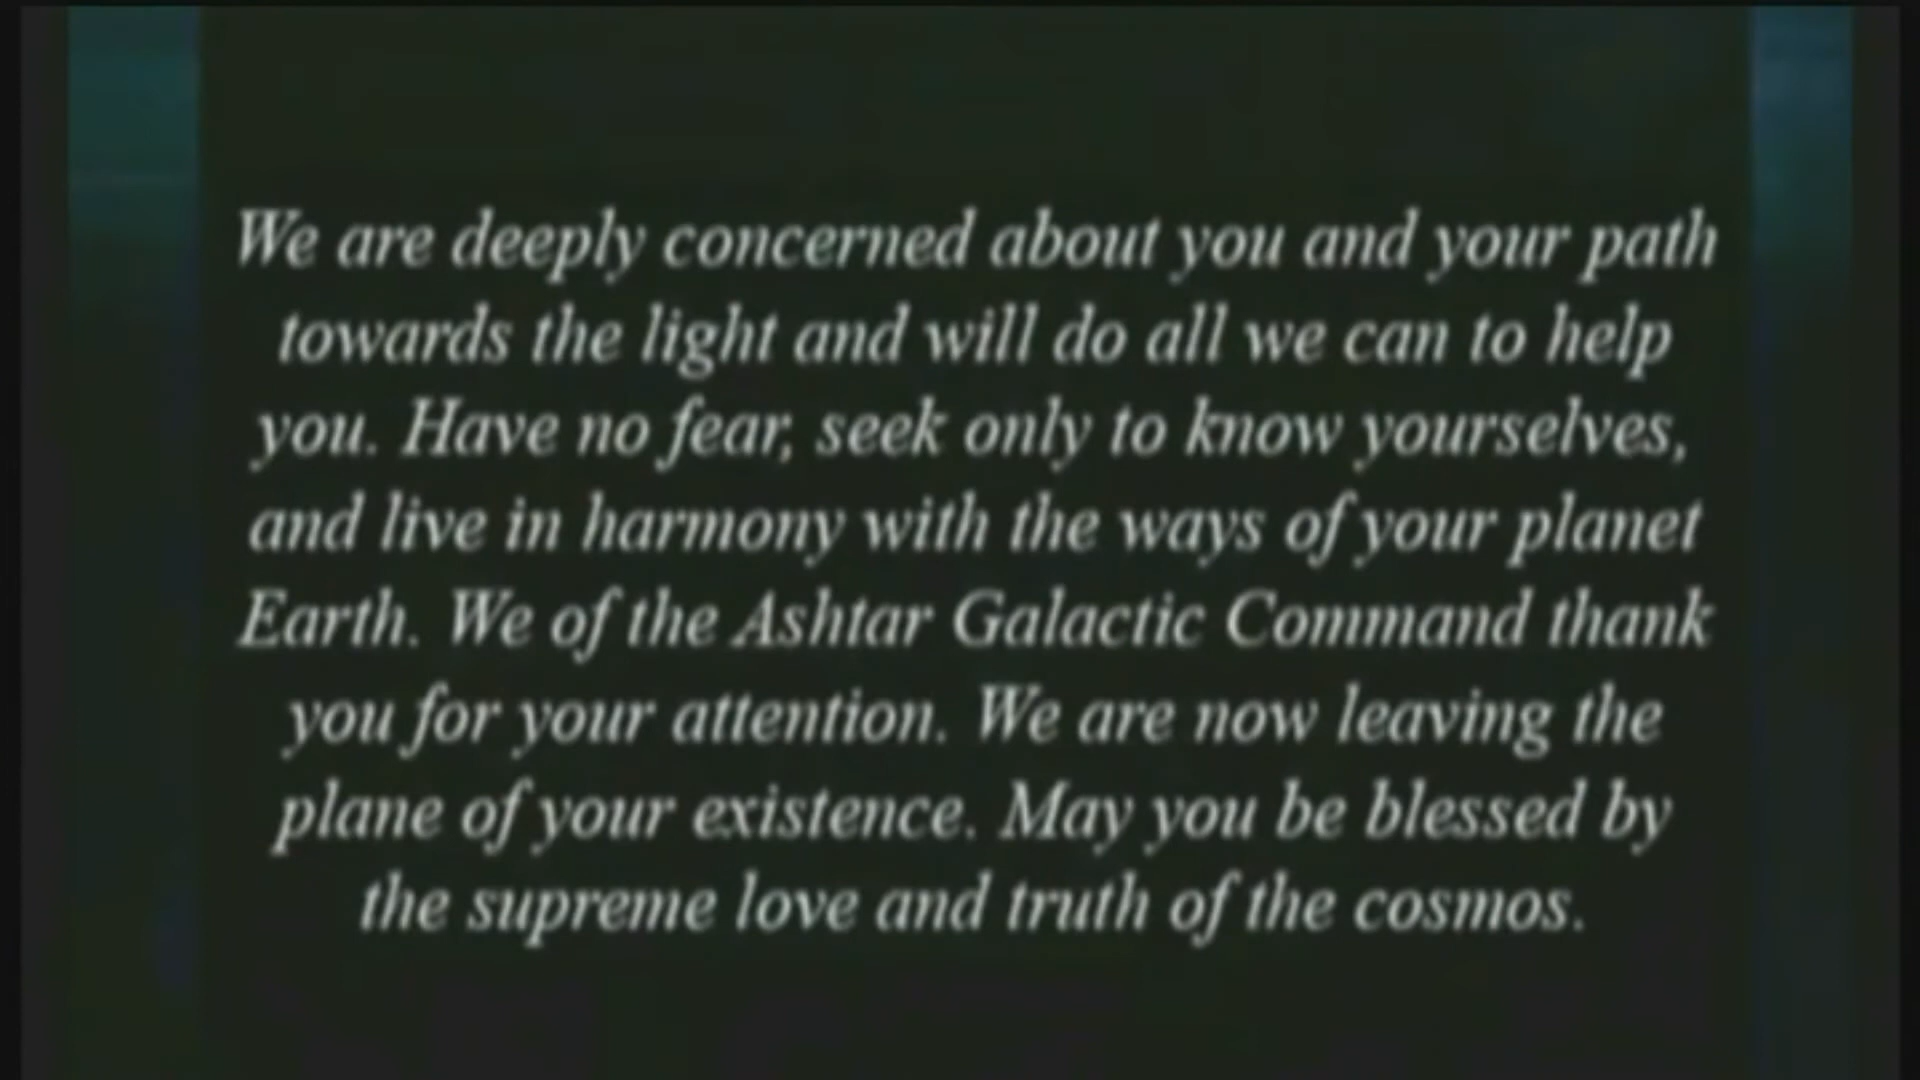 We are deeply concerned about you and your path
towards the light and will do all we can to help
you. Have no fear, seek only to know yourselves,
and live in harmony with the ways of your planet
Earth. We of the Ashtar Galactic Command thank
you for your attention. We are now leaving the
plane of your existence. May you be blessed by
the supreme love and truth of the cosmos.